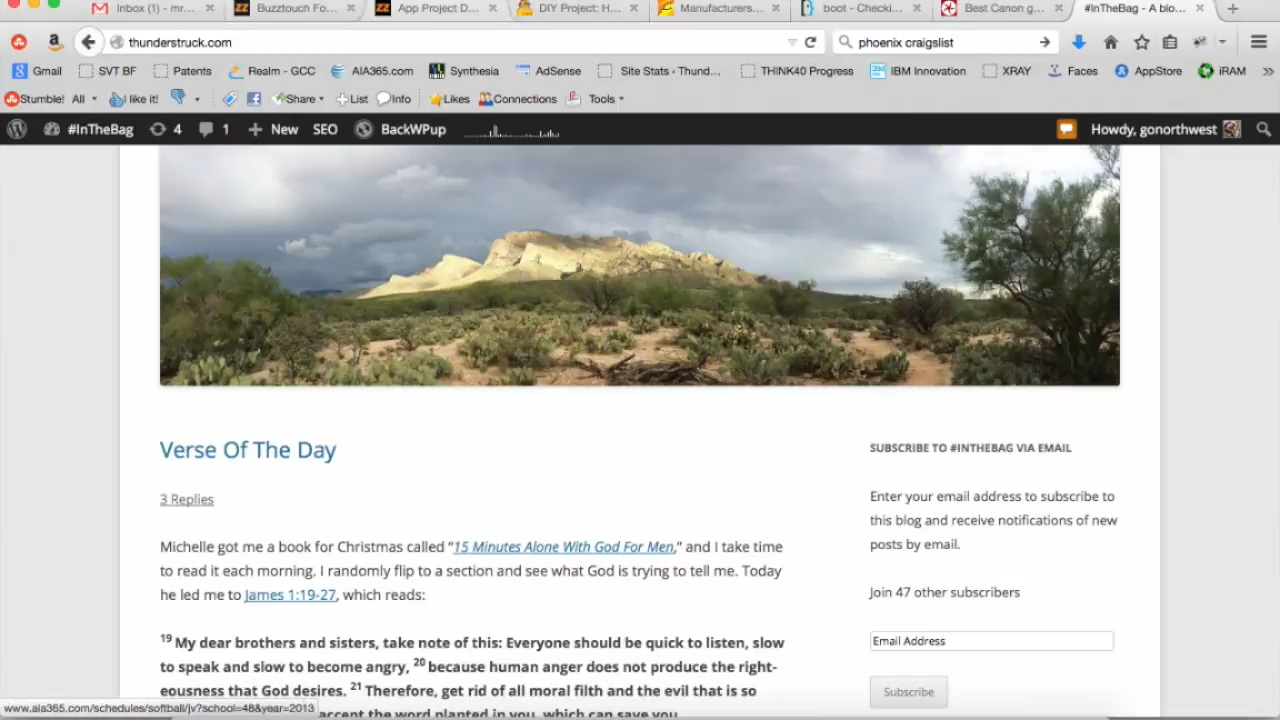 Inbox (1) - mr...
Buzztouch Fo...
App Project D...
DIY Project: H...
Manufacturers...
boot - Checki...
Best Canon g...
#InTheBag - A blo...
thunderstruck.com
phoenix craigslist
Gmail
SVT BF
Patents
Realm - GCC
AIA365.com
Synthesia
AdSense
Site Stats - Thund...
THINK40 Progress
IBM Innovation
XRAY
Faces
AppStore
iRAM
Stumble!
All
I like it!
Share
List
Info
Likes
Connections
Tools
#InTheBag
4
1
New
SEO
BackWPup
Howdy, gonorthwest
Verse Of The Day
3 Replies
Michelle got me a book for Christmas called “15 Minutes Alone With God For Men,” and I take time
to read it each morning. I randomly flip to a section and see what God is trying to tell me. Today
he led me to James 1:19-27, which reads:
19 My dear brothers and sisters, take note of this: Everyone should be quick to listen, slow
to speak and slow to become angry, 20 because human anger does not produce the right-
eousness that God desires. 21 Therefore, get rid of all moral filth and the evil that is so
accept the word planted in you, which can save you.
SUBSCRIBE TO #INTHEBAG VIA EMAIL
Enter your email address to subscribe to
this blog and receive notifications of new
posts by email.
Join 47 other subscribers
Email Address
Subscribe
www.aia365.com/schedules/softball/jv?school=48&year=2013